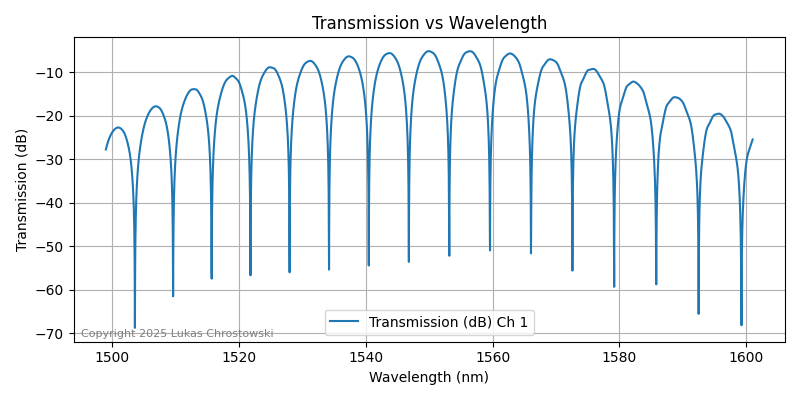 Transmission vs Wavelength
Transmission (dB)
−10
−20
−30
−40
−50
−60
−70
Copyright 2025 Lukas Chrostowski
Transmission (dB) Ch 1
1500 1520 1540 1560 1580 1600
Wavelength (nm)